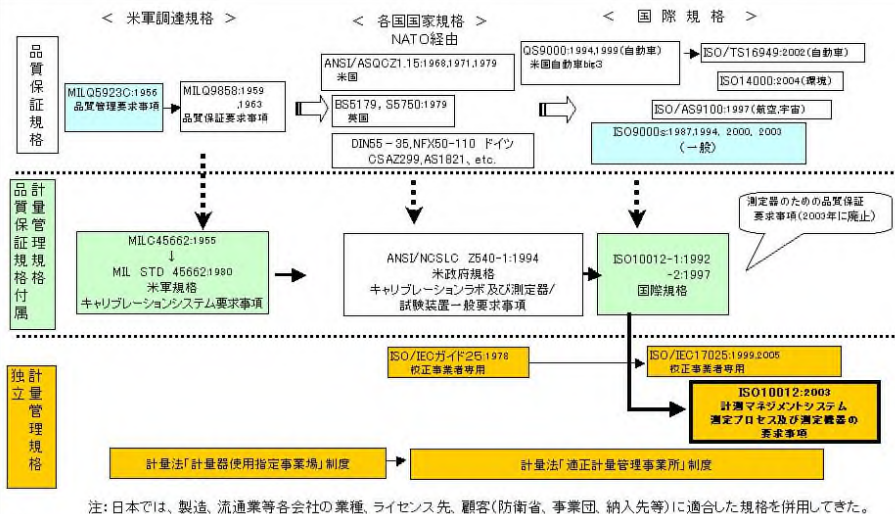 ＜ 米軍調達規格 ＞
＜ 各国国家規格 ＞
NATO経由
＜ 国際規格 ＞
品質保証規格
MILQ5923C:1956
品質管理要求事項
MILQ9858:1959
,1963
品質保証要求事項
ANSI/ASQCZ1.15:1968,1971,1979
米国
BS5179, S5750:1979
英国
DIN55－35,NFX50-110 ドイツ
CSAZ299,AS1821、etc.
QS9000:1994,1999(自動車)
米国自動車big3
ISO/TS16949:2002(自動車)
ISO14000:2004(環境)
ISO/AS9100:1997(航空,宇宙)
ISO9000s:1987,1994, 2000, 2003
(一般)
計量管理規格
品質保証規格付属
MILC45662:1955
↓
MIL STD 45662:1980
米軍規格
キャリブレーションシステム要求事項
ANSI/NCSLC Z540-1:1994
米政府規格
キャリブレーションラボ及び測定器/
試験装置一般要求事項
ISO10012-1:1992
-2:1997
国際規格
測定器のための品質保証
要求事項(2003年に廃止)
計量管理規格
独立
ISO/IECガイド25:1978
校正事業者専用
ISO/IEC17025:1999,2005
校正事業者専用
ISO10012:2003
計測マネジメントシステム
測定プロセス及び測定機器の
要求事項
計量法「計量器使用指定事業場」制度
計量法「適正計量管理事業所」制度
注:日本では、製造、流通業等各会社の業種、ライセンス先、顧客(防衛省、事業団、納入先等)に適合した規格を併用してきた。